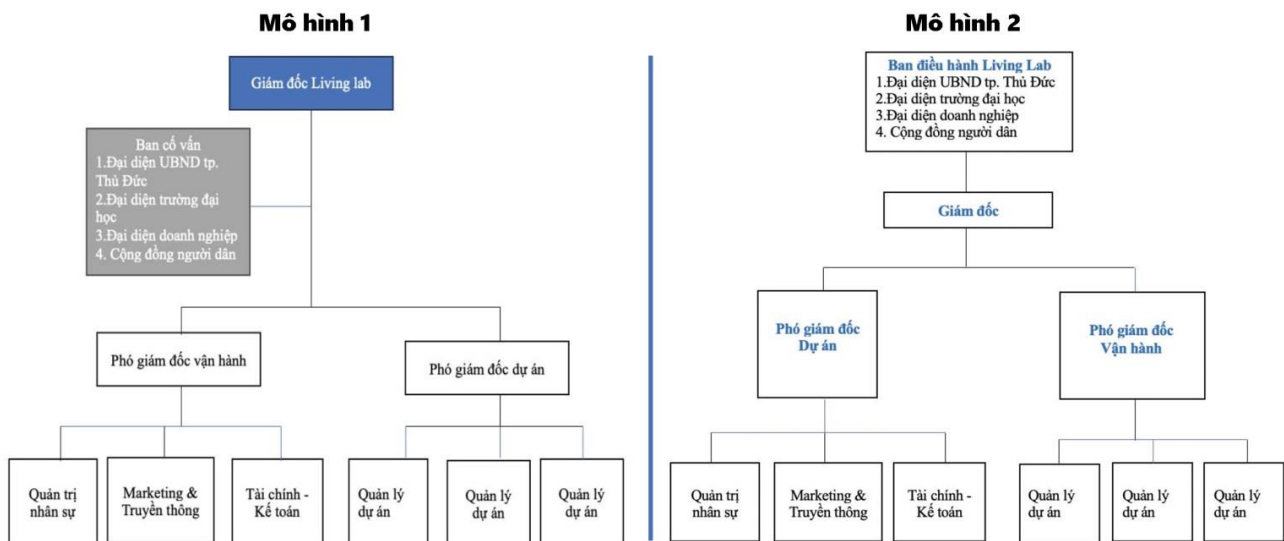 Mô hình 1
Giám đốc Living lab
Ban cố vấn
1.Đại diện UBND tp.
Thủ Đức
2.Đại diện trường đại
học
3.Đại diện doanh nghiệp
4. Cộng đồng người dân
Phó giám đốc vận hành
Phó giám đốc dự án
Quản trị
nhân sự
Marketing &
Truyền thông
Tài chính -
Kế toán
Quản lý
dự án
Quản lý
dự án
Quản lý
dự án
Mô hình 2
Ban điều hành Living Lab
1.Đại diện UBND tp. Thủ Đức
2.Đại diện trường đại học
3.Đại diện doanh nghiệp
4. Cộng đồng người dân
Giám đốc
Phó giám đốc
Dự án
Phó giám đốc
Vận hành
Quản trị
nhân sự
Marketing &
Truyền thông
Tài chính -
Kế toán
Quản lý
dự án
Quản lý
dự án
Quản lý
dự án